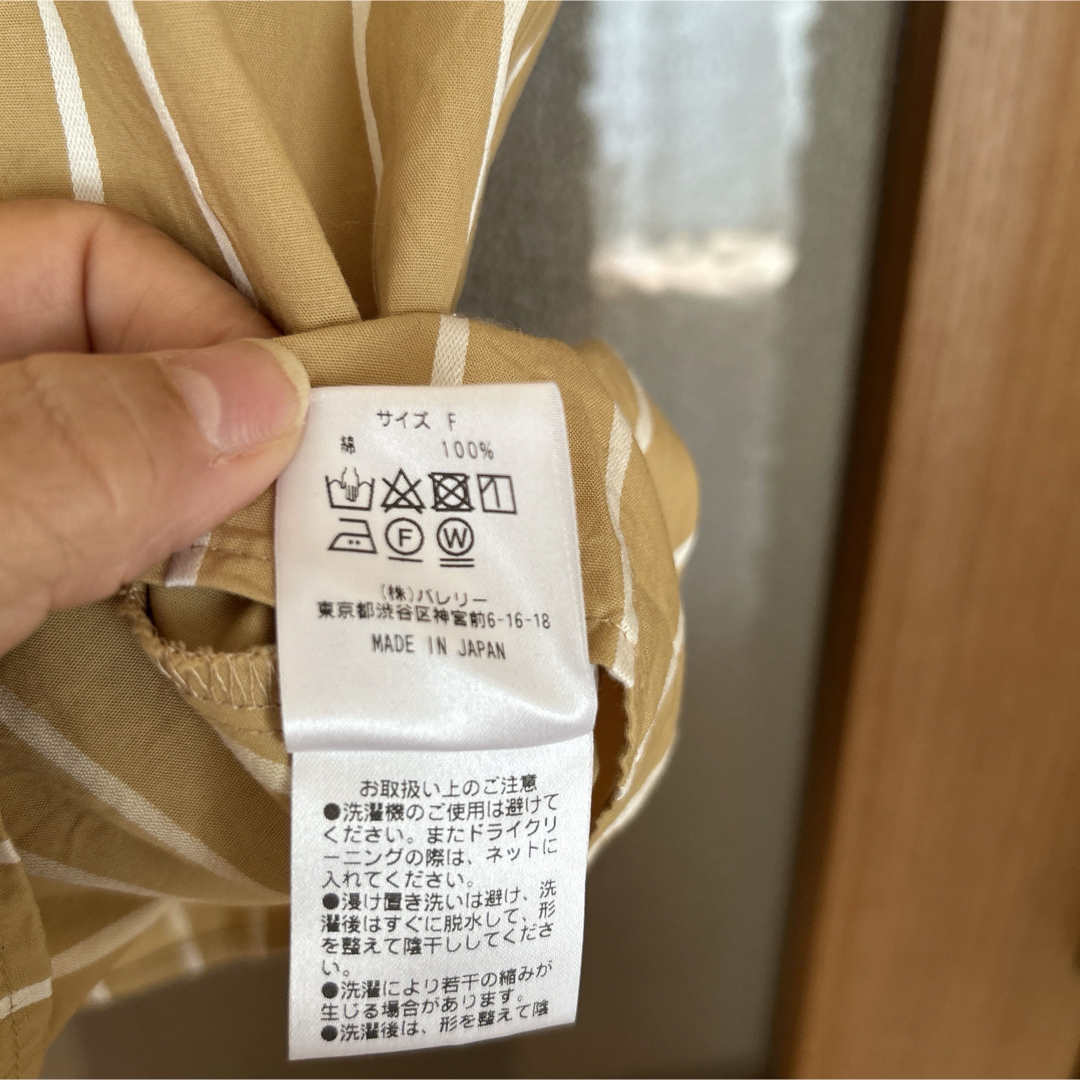 サイズ F
綿 100%
F W
(株)バレリー
東京都渋谷区神宮前6-16-18
MADE IN JAPAN
お取扱い上のご注意
●洗濯機のご使用は避けて
ください。またドライクリ
ーニングの際は、ネットに
入れてください。
●浸け置き洗いは避け、洗
濯後はすぐに脱水して、形
を整えて陰干ししてくださ
い。
●洗濯により若干の縮みが
生じる場合があります。
●洗濯後は、形を整えて陰